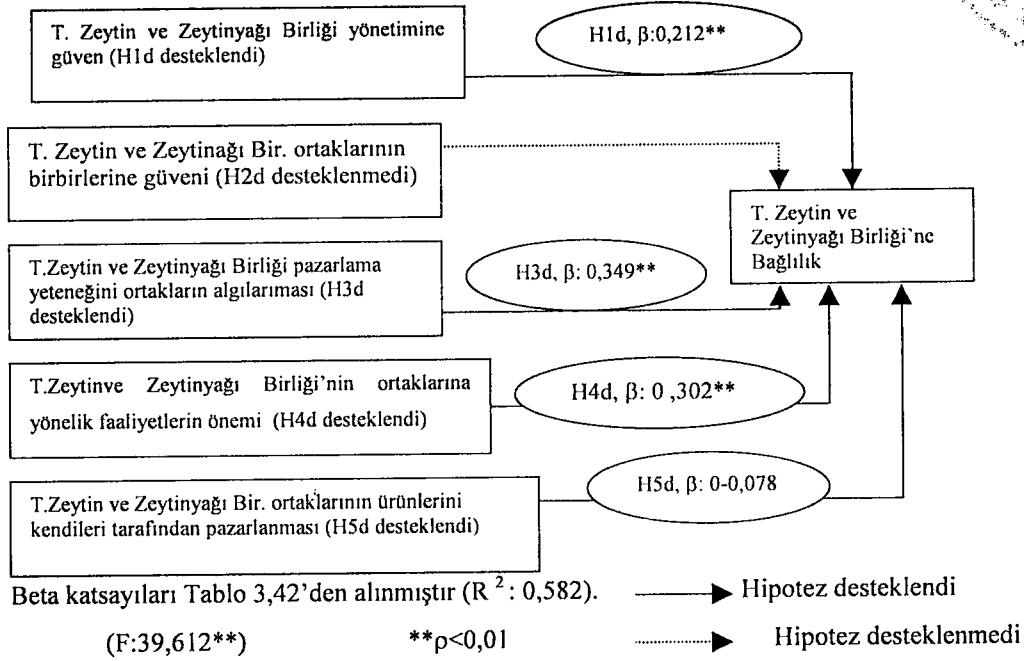 T. Zeytin ve Zeytinyağı Birliği yönetimine
güven (H1d desteklendi)
H1d, β:0,212**
T. Zeytin ve Zeytinağı Bir. ortaklarının
birbirlerine güveni (H2d desteklenmedi)
T. Zeytin ve
Zeytinyağı Birliği'ne
Bağlılık
T.Zeytin ve Zeytinyağı Birliği pazarlama
yeteneğini ortakların algılarıması (H3d
desteklendi)
H3d, β: 0,349**
T.Zeytinve Zeytinyağı Birliği'nin ortaklarına
yönelik faaliyetlerin önemi (H4d desteklendi)
H4d, β: 0 ,302**
T.Zeytin ve Zeytinyağı Bir. ortaklarının ürünlerini
kendileri tarafından pazarlanması (H5d desteklendi)
H5d, β: 0-0,078
Beta katsayıları Tablo 3,42'den alınmıştır (R 2 : 0,582).
Hipotez desteklendi
(F:39,612**) **ρ<0,01
Hipotez desteklenmedi